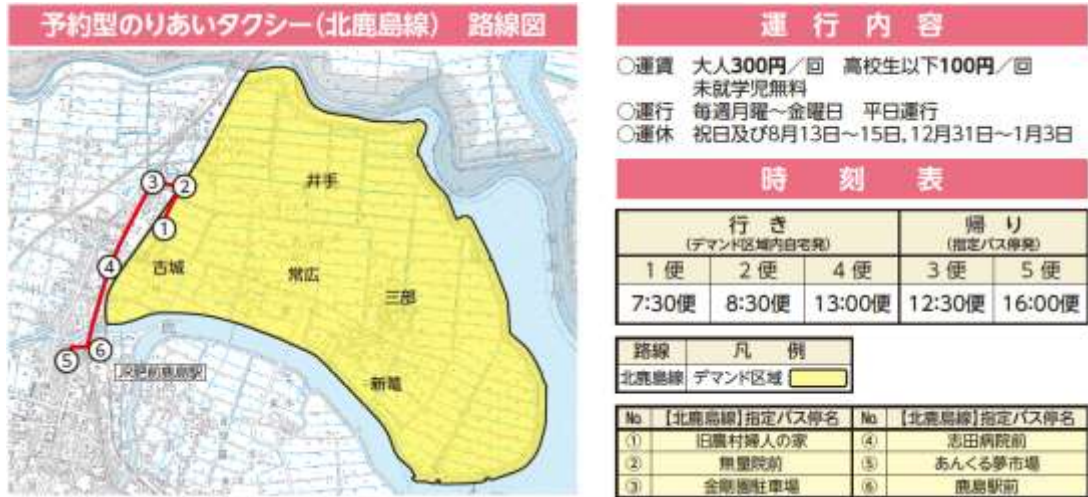 予約型のりあいタクシー(北鹿島線) 路線図
井手
③
②
①
古城
常広
④
三部
⑤
⑥
JR肥前鹿島駅
新篭
運行内容
○運賃 大人300円/回 高校生以下100円/回
未就学児無料
○運行 毎週月曜~金曜日 平日運行
○運休 祝日及び8月13日~15日、12月31日~1月3日
時刻表
行き 帰り
(デマンド区域内自宅発) (指定バス停発)
1便 2便 4便 3便 5便
7:30便 8:30便 13:00便 12:30便 16:00便
路線 凡例
北鹿島線 デマンド区域
No. 【北鹿島線】指定バス停名 No. 【北鹿島線】指定バス停名
① 旧農村婦人の家 ④ 志田病院前
② 無量院前 ⑤ あんくる夢市場
③ 金剛園駐車場 ⑥ 鹿島駅前